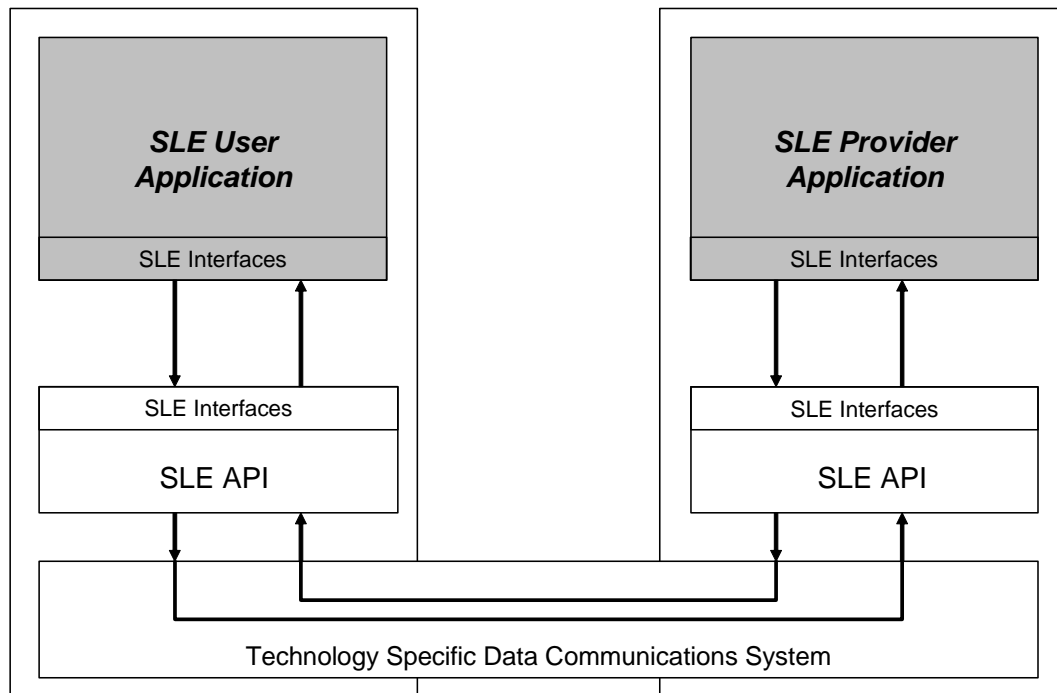 SLE User
Application
SLE Provider
Application
SLE Interfaces
SLE Interfaces
SLE Interfaces
SLE Interfaces
SLE API
SLE API
Technology Specific Data Communications System